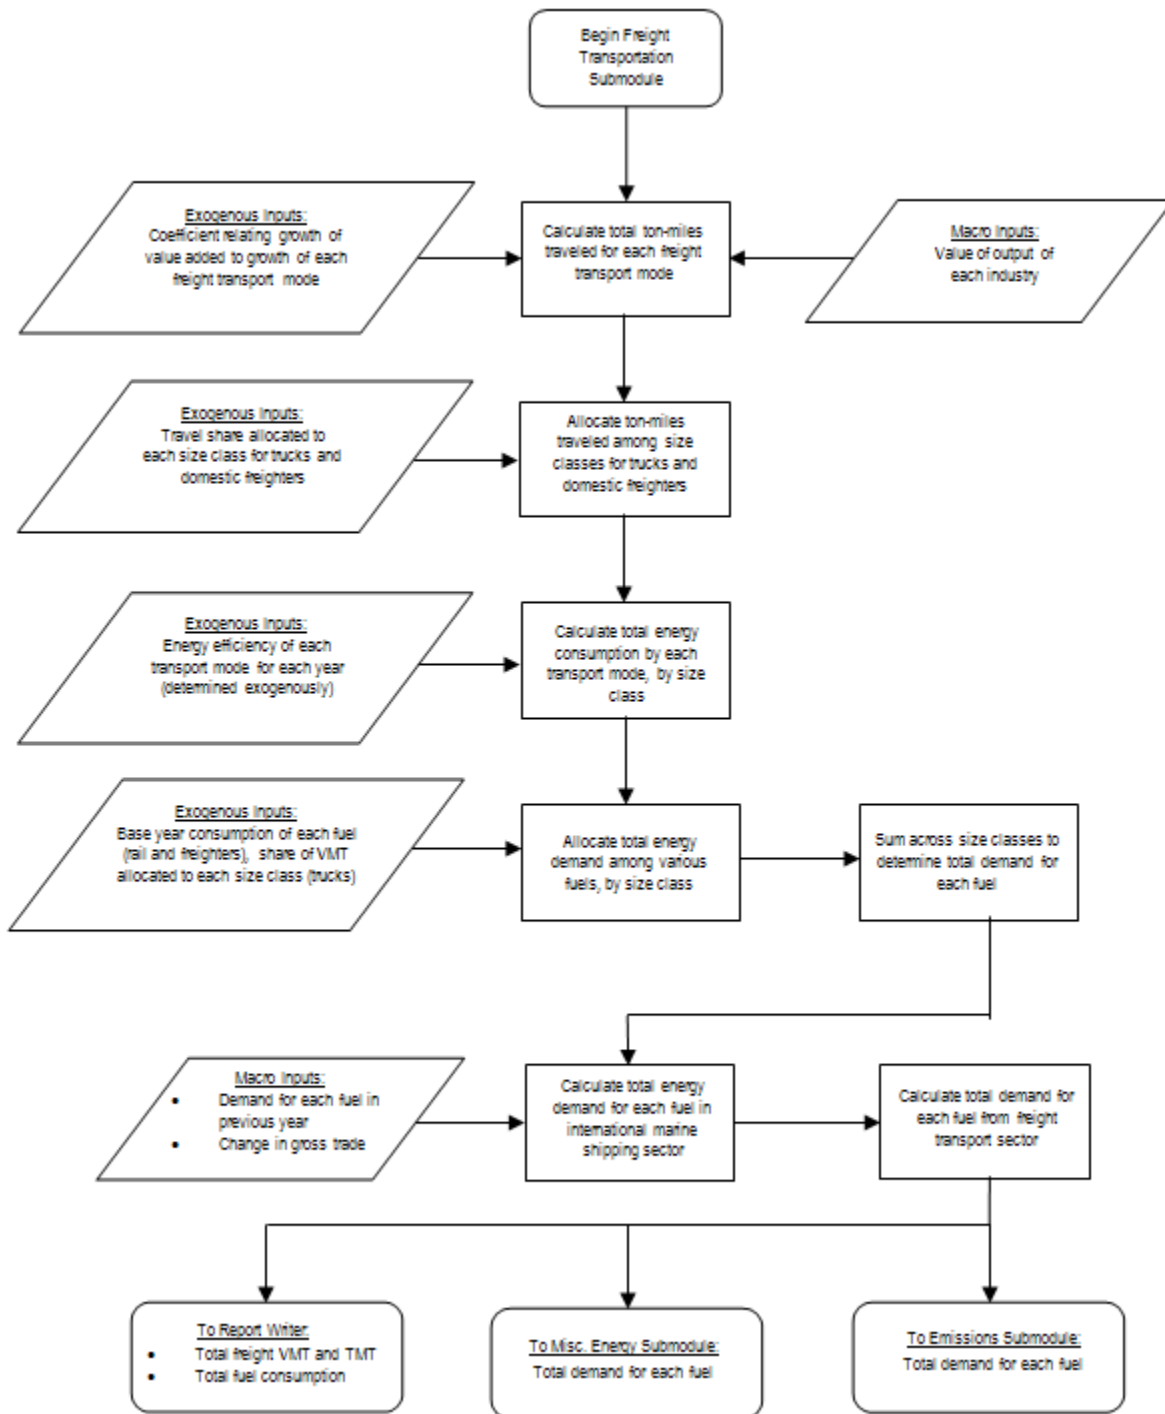 Begin Freight
Transportation
Submodule
Exogenous Inputs:
Coefficient relating growth of
value added to growth of each
freight transport mode
Calculate total ton-miles
traveled for each freight
transport mode
Macro Inputs:
Value of output of
each industry
Exogenous Inputs:
Travel share allocated to
each size class for trucks and
domestic freighters
Allocate ton-miles
traveled among size
classes for trucks and
domestic freighters
Exogenous Inputs:
Energy efficiency of each
transport mode for each year
(determined exogenously)
Calculate total energy
consumption by each
transport mode, by size
class
Exogenous Inputs:
Base year consumption of each fuel
(rail and freighters), share of VMT
allocated to each size class (trucks)
Allocate total energy
demand among various
fuels, by size class
Sum across size classes to
determine total demand for
each fuel
Macro Inputs:
• Demand for each fuel in
previous year
• Change in gross trade
Calculate total energy
demand for each fuel in
international marine
shipping sector
Calculate total demand for
each fuel from freight
transport sector
To Report Writer:
• Total freight VMT and TMT
• Total fuel consumption
To Misc. Energy Submodule:
Total demand for each fuel
To Emissions Submodule:
Total demand for each fuel